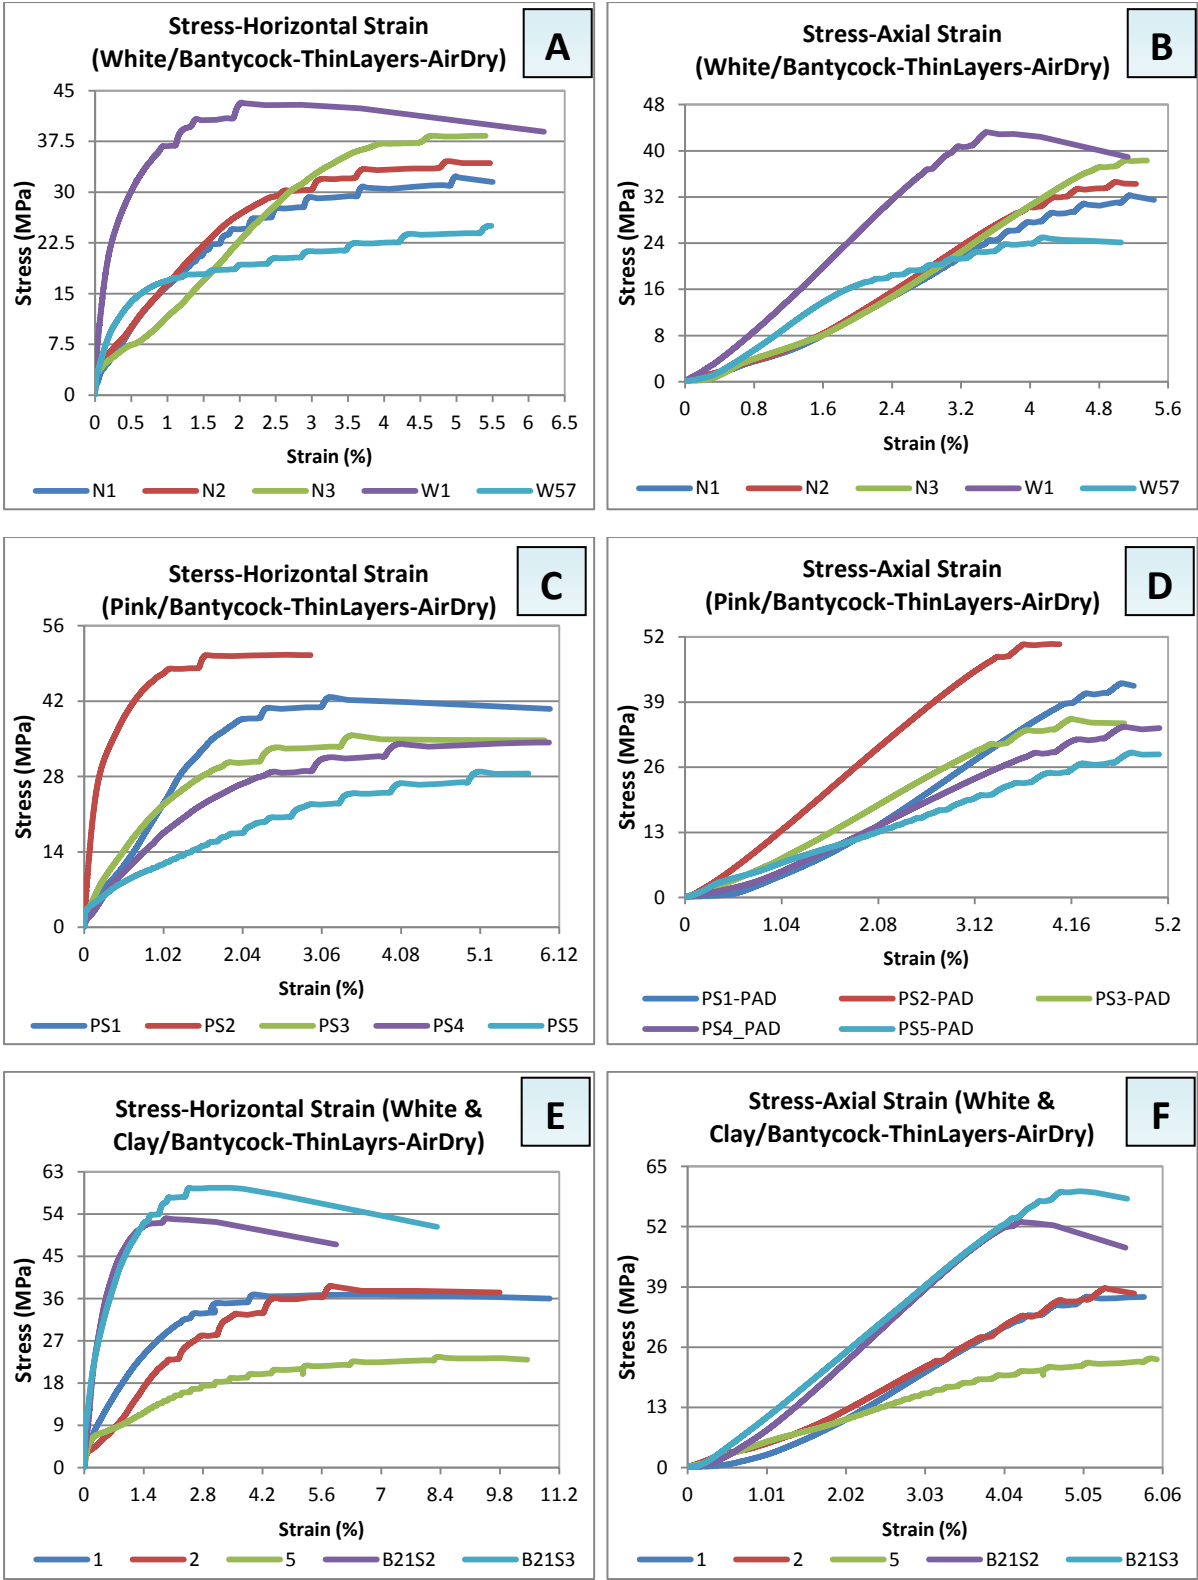 Stress-Horizontal Strain
(White/Bantycock-ThinLayers-AirDry)
A
45
37.5
30
22.5
15
7.5
0
Stress (MPa)
0 0.5 1 1.5 2 2.5 3 3.5 4 4.5 5 5.5 6 6.5
Strain (%)
N1 N2 N3 W1 W57
Stress-Axial Strain
(White/Bantycock-ThinLayers-AirDry)
B
48
40
32
24
16
8
0
Stress (MPa)
0 0.8 1.6 2.4 3.2 4 4.8 5.6
Strain (%)
N1 N2 N3 W1 W57
Sterss-Horizontal Strain
(Pink/Bantycock-ThinLayers-AirDry)
C
56
42
28
14
0
Stress (MPa)
0 1.02 2.04 3.06 4.08 5.1 6.12
Strain (%)
PS1 PS2 PS3 PS4 PS5
Stress-Axial Strain
(Pink/Bantycock-ThinLayers-AirDry)
D
52
39
26
13
0
Stress (MPa)
0 1.04 2.08 3.12 4.16 5.2
Strain (%)
PS1-PAD PS2-PAD PS3-PAD
PS4_PAD PS5-PAD
Stress-Horizontal Strain (White &
Clay/Bantycock-ThinLayrs-AirDry)
E
63
54
45
36
27
18
9
0
Stress (MPa)
0 1.4 2.8 4.2 5.6 7 8.4 9.8 11.2
Strain (%)
1 2 5 B21S2 B21S3
Stress-Axial Strain (White &
Clay/Bantycock-ThinLayers-AirDry)
F
65
52
39
26
13
0
Stress (MPa)
0 1.01 2.02 3.03 4.04 5.05 6.06
Strain (%)
1 2 5 B21S2 B21S3